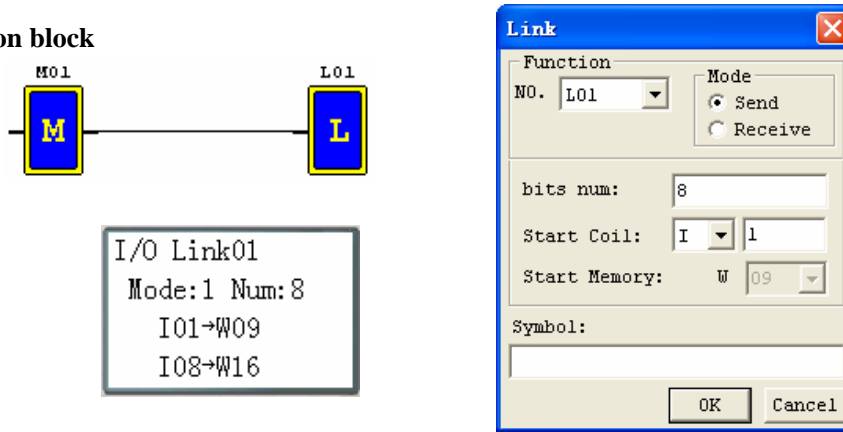 on block
M01 L01
M L
I/O Link01
Mode:1 Num:8
I01→W09
I08→W16
Link
Function
NO. L01
Mode
Send
Receive
bits num: 8
Start Coil: I 1
Start Memory: W 09
Symbol:
OK Cancel